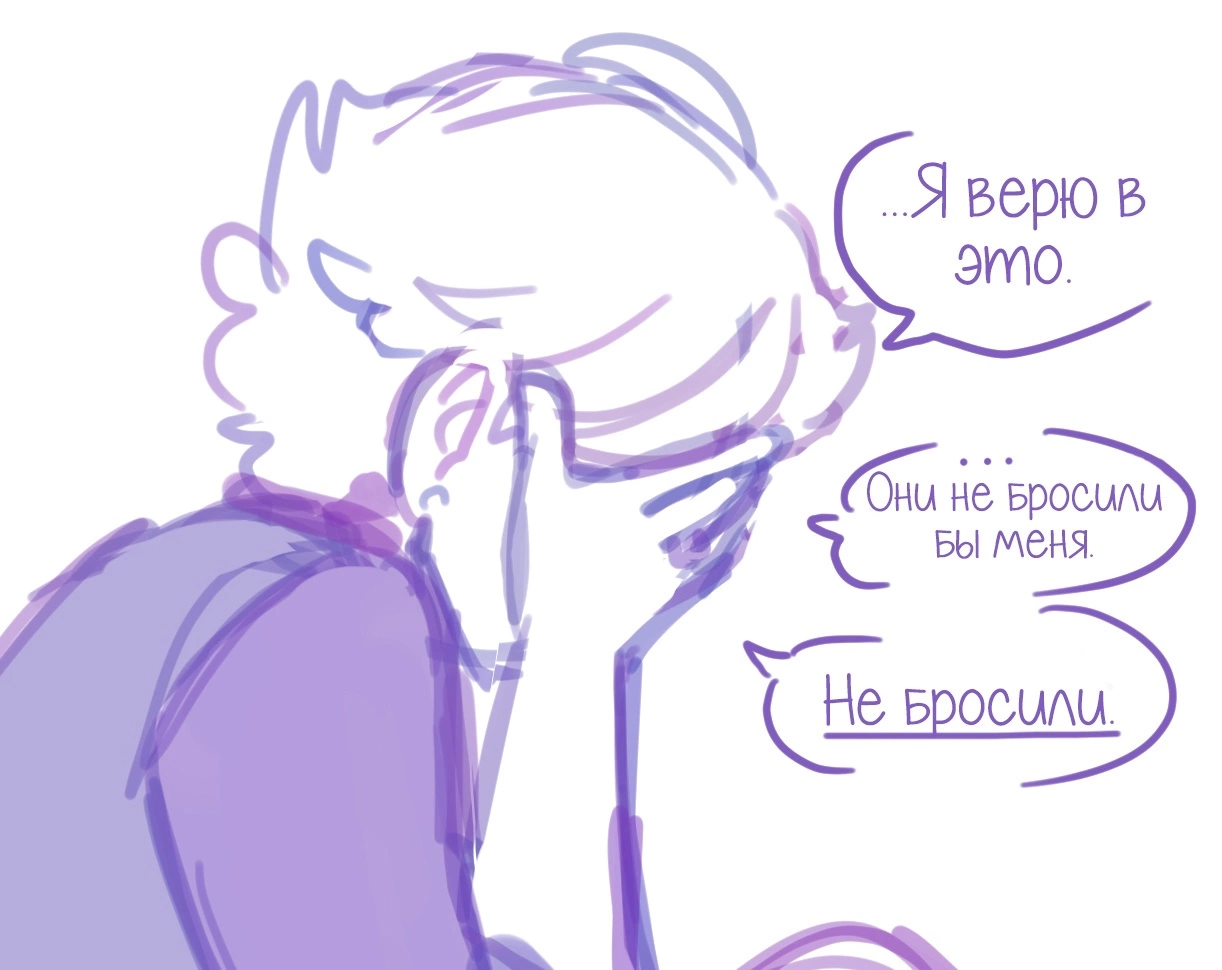 ...Я верю в
это.
...
Они не бросили
бы меня.
Не бросили.